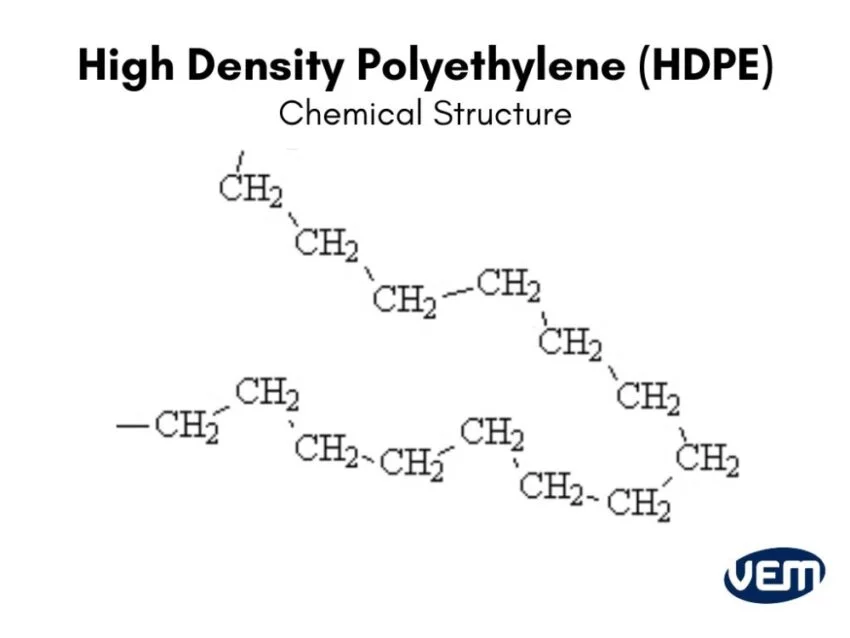 High Density Polyethylene (HDPE)
Chemical Structure
CH₂
CH₂
CH₂ CH₂
CH₂
CH₂ CH₂
CH₂ CH₂
CH₂ CH₂ CH₂
CH₂ CH₂
VEM